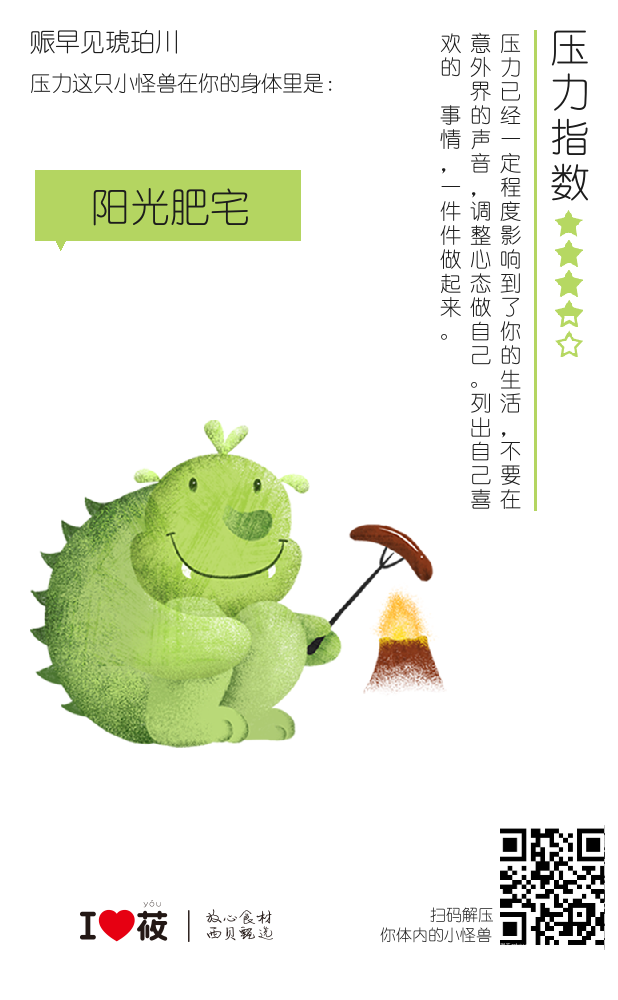 赈早见琥珀川
压力这只小怪兽在你的身体里是：
阳光肥宅
压力指数
压力已经一定程度影响到了你的生活，不要在
意外界的声音，调整心态做自己。列出自己喜
欢的 事情，一件件做起来。
yóu
I莜
放心食材
西贝甄选
扫码解压
你体内的小怪兽